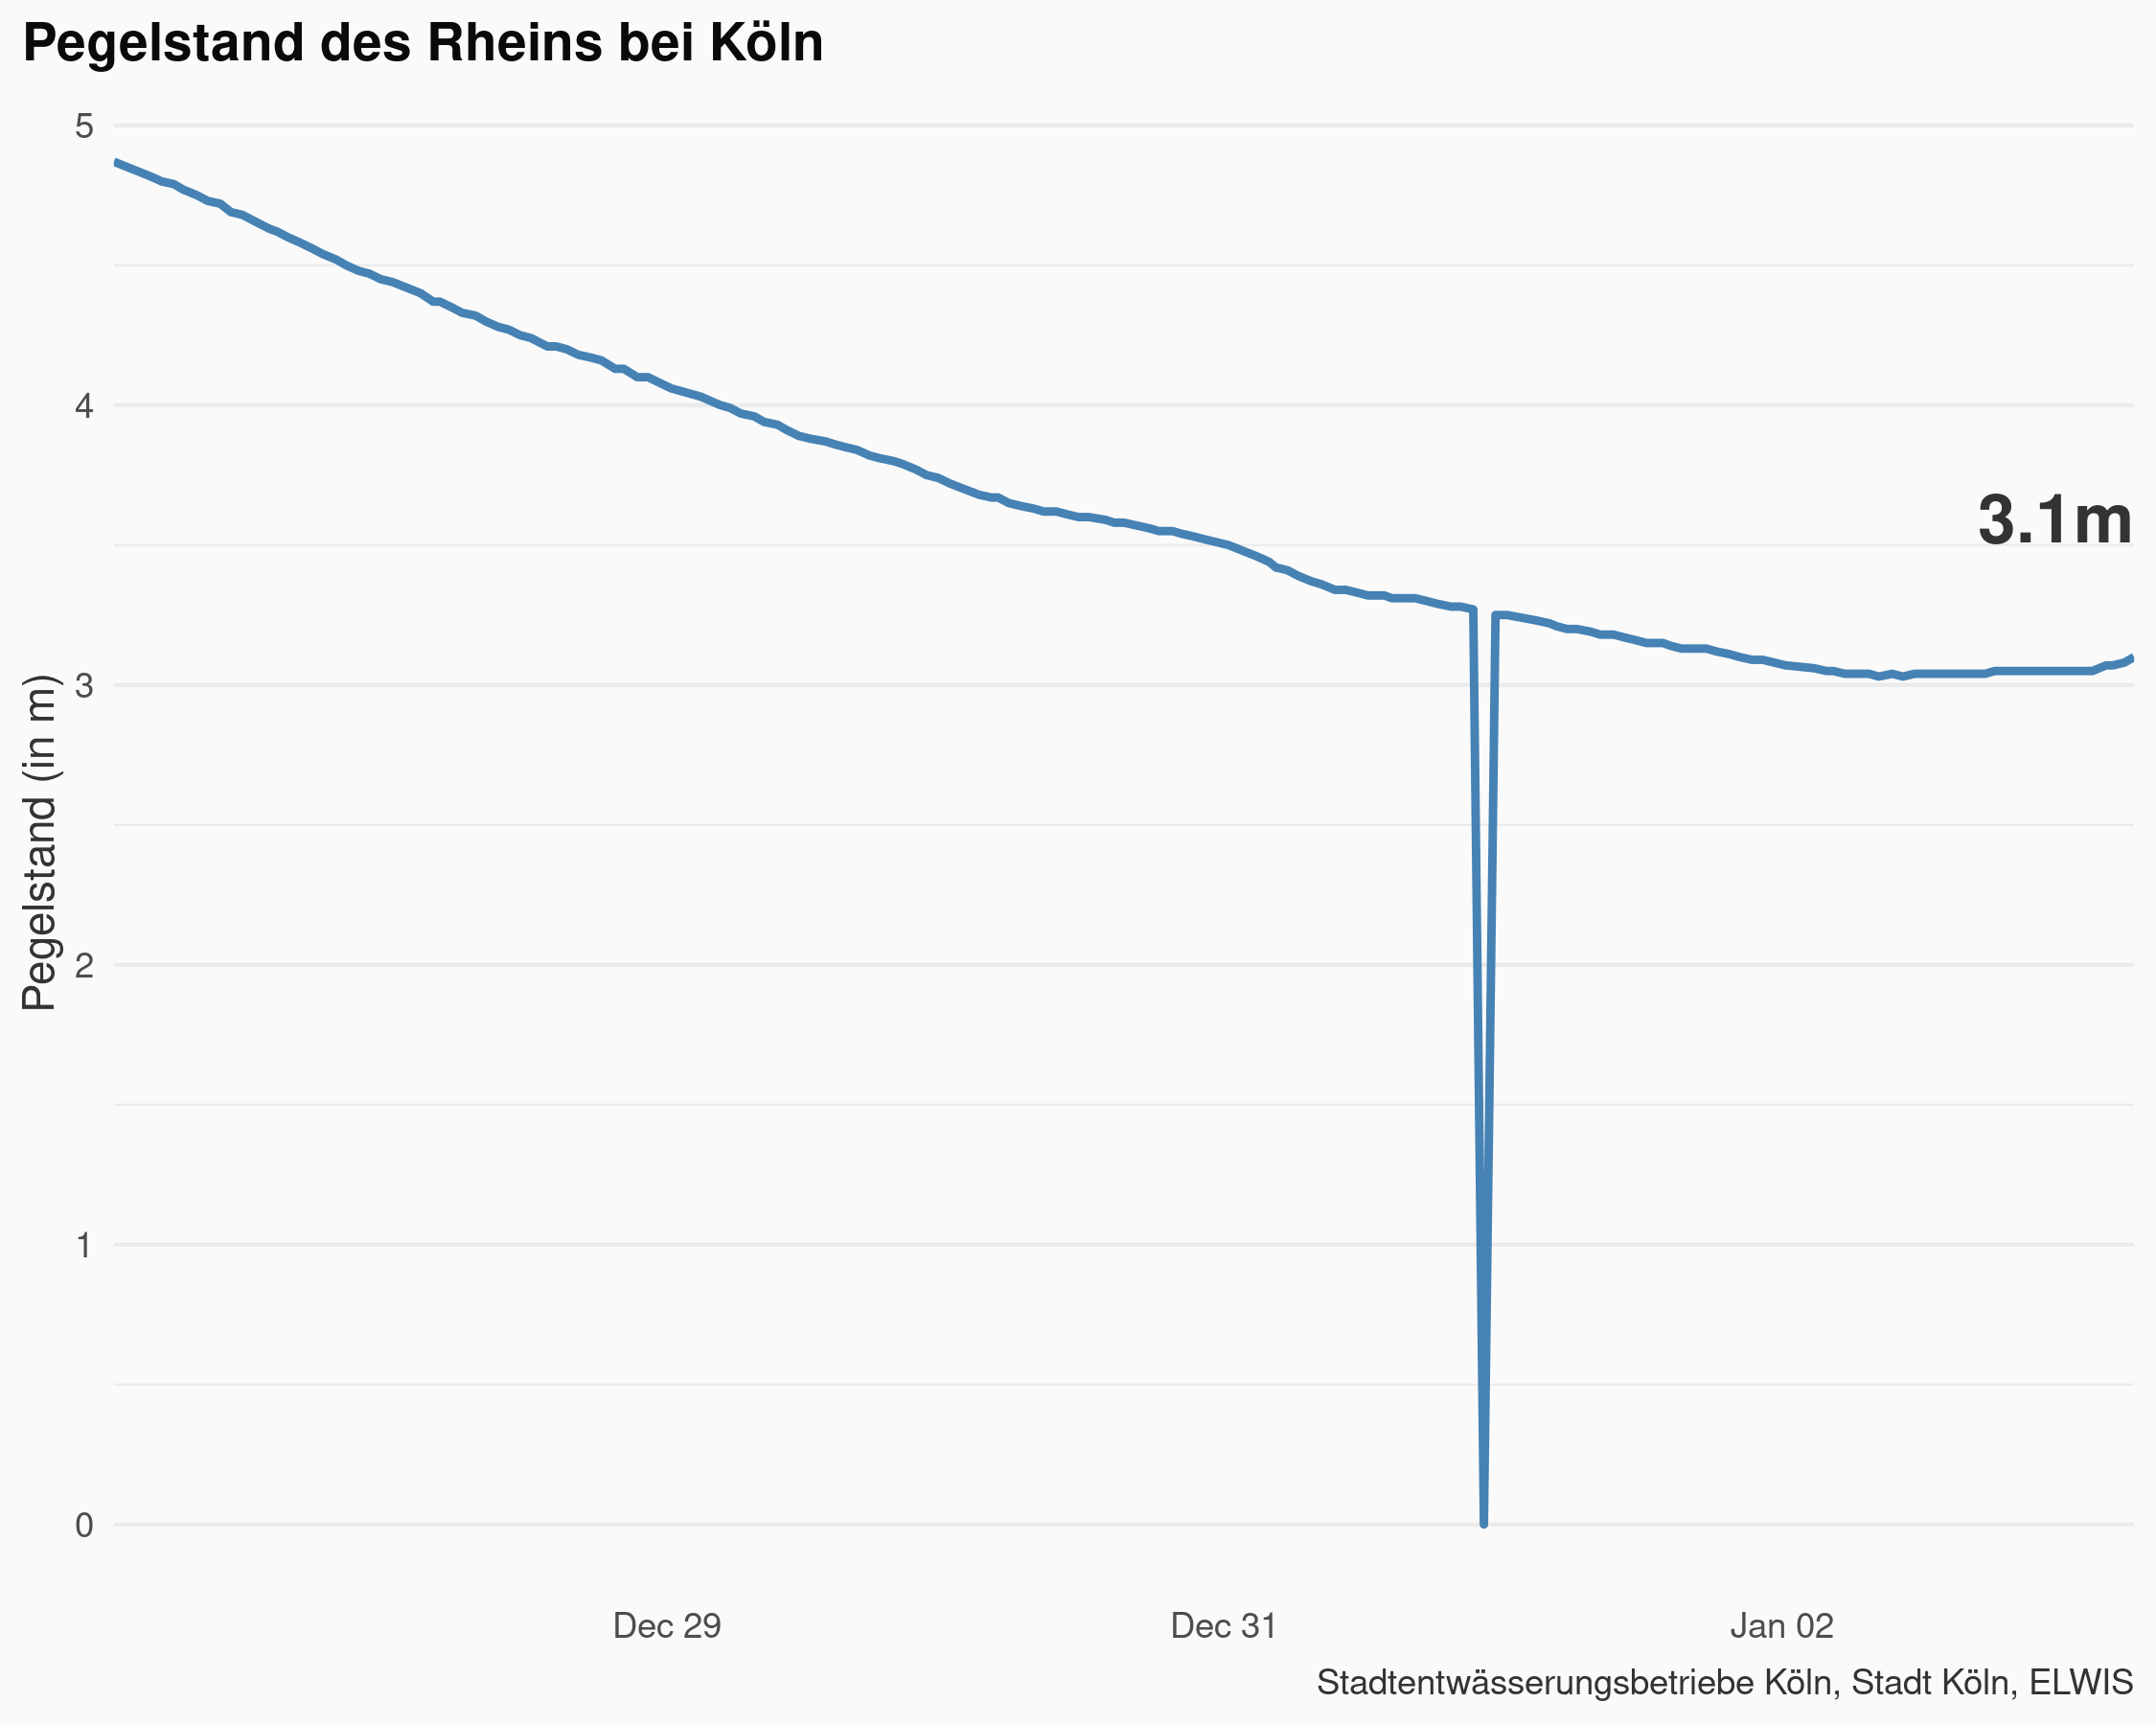 Pegelstand des Rheins bei Köln
Pegelstand (in m)
5
4
3
2
1
0
3.1m
Dec 29
Dec 31
Jan 02
Stadtentwässerungsbetriebe Köln, Stadt Köln, ELWIS